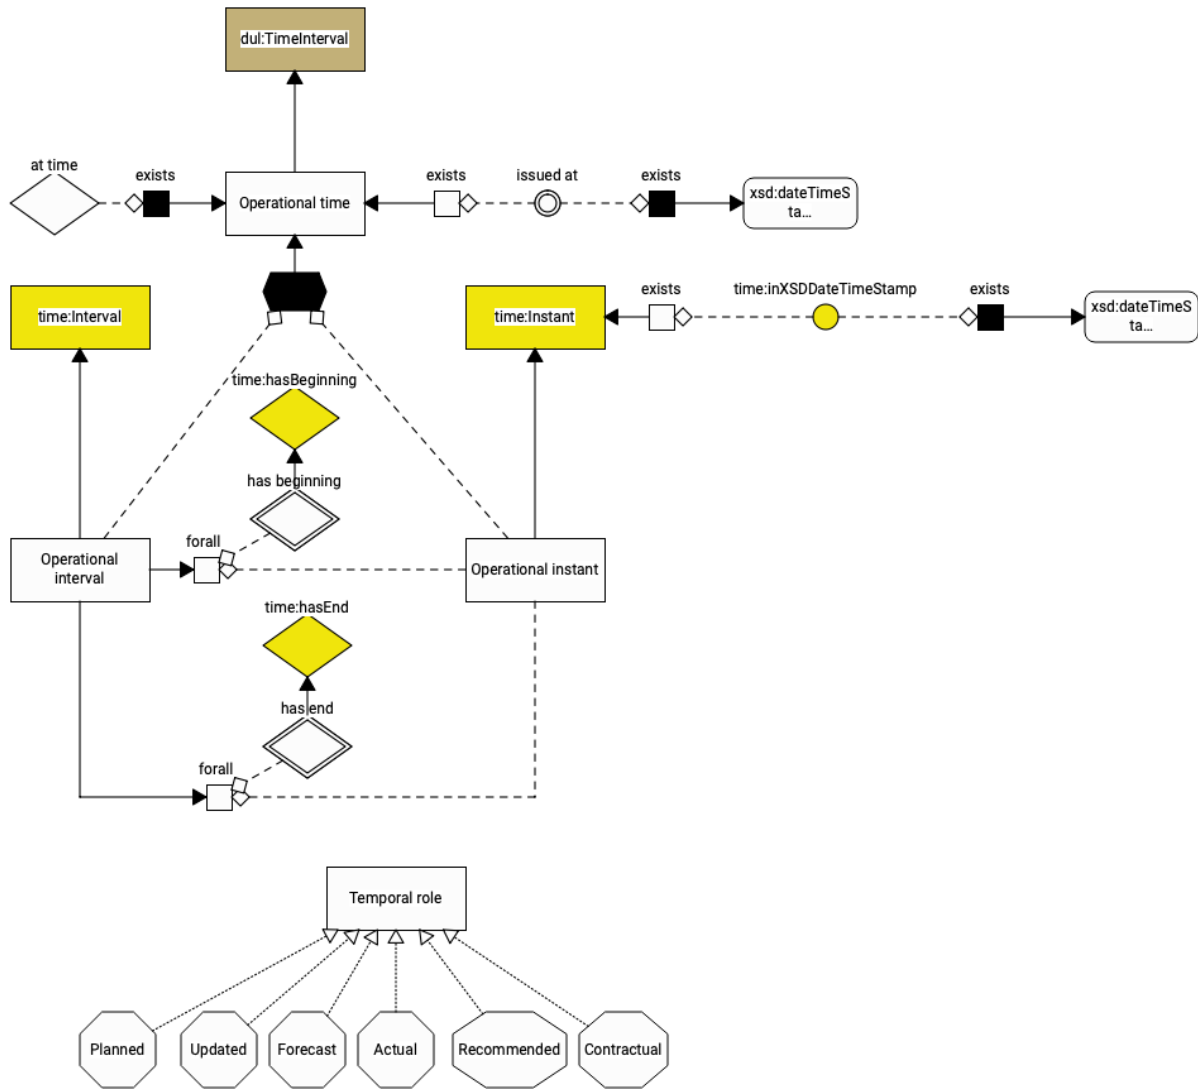 dul:TimeInterval
at time
exists
exists
issued at
exists
Operational time
xsd:dateTimeS
ta...
time:Interval
time:Instant
exists
time:inXSDDateTimeStamp
exists
xsd:dateTimeS
ta...
time:hasBeginning
has beginning
forall
Operational
interval
Operational instant
time:hasEnd
has end
forall
Temporal role
Planned
Updated
Forecast
Actual
Recommended
Contractual